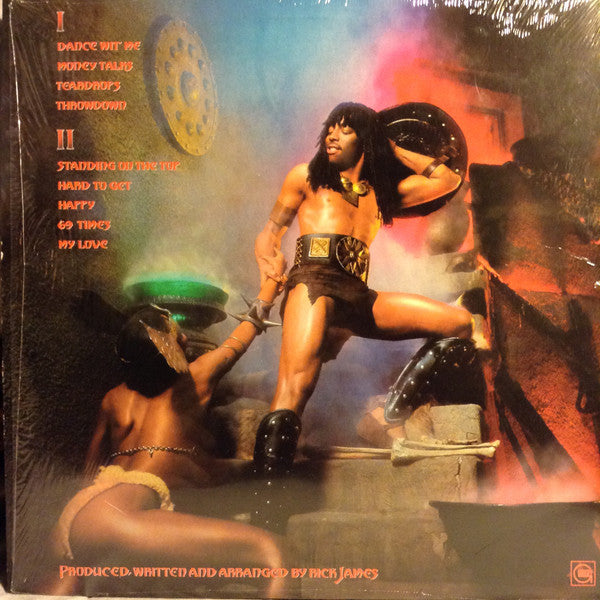 I
DANCE WIT' ME
MONEY TALKS
TEARDROPS
THROWDOWN
II
STANDING ON THE TOP
HARD TO GET
HAPPY
69 TIMES
MY LOVE
PRODUCED, WRITTEN AND ARRANGED BY RICK JAMES
G